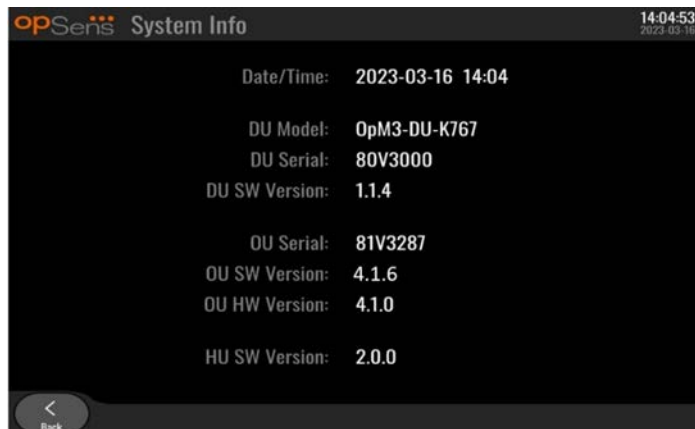 opSens System Info
14:04:53
2023-03-16
Date/Time: 2023-03-16 14:04
DU Model: OpM3-DU-K767
DU Serial: 80V3000
DU SW Version: 1.1.4
OU Serial: 81V3287
OU SW Version: 4.1.6
OU HW Version: 4.1.0
HU SW Version: 2.0.0
Back